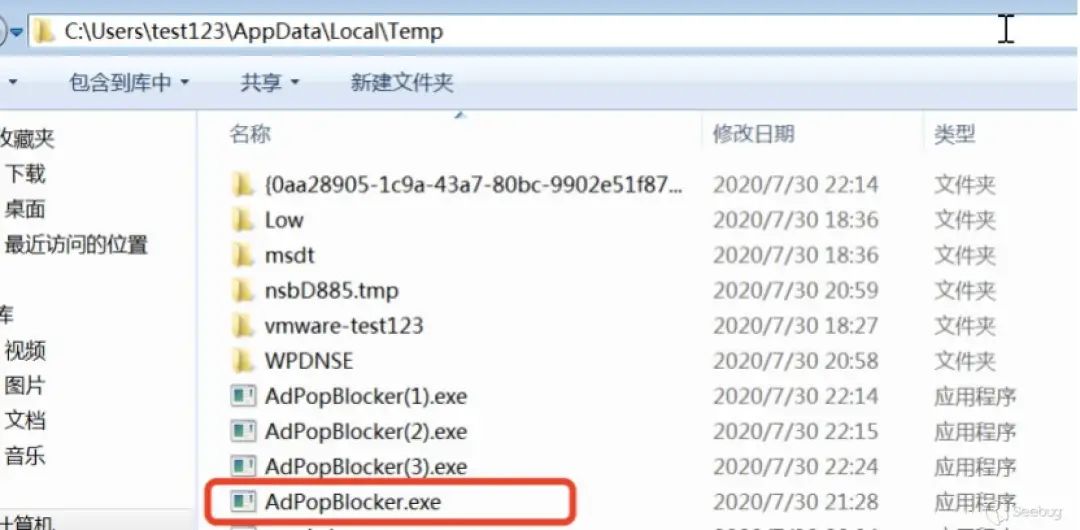 C:\Users\test123\AppData\Local\Temp
包含到库中 共享 新建文件夹
名称 修改日期 类型
收藏夹
下载
桌面
最近访问的位置
库
视频
图片
文档
音乐
计算机
{0aa28905-1c9a-43a7-80bc-9902e51f87... 2020/7/30 22:14 文件夹
Low 2020/7/30 18:36 文件夹
msdt 2020/7/30 18:36 文件夹
nsbD885.tmp 2020/7/30 20:59 文件夹
vmware-test123 2020/7/30 18:27 文件夹
WPDNSE 2020/7/30 20:58 文件夹
AdPopBlocker(1).exe 2020/7/30 22:14 应用程序
AdPopBlocker(2).exe 2020/7/30 22:15 应用程序
AdPopBlocker(3).exe 2020/7/30 22:24 应用程序
AdPopBlocker.exe 2020/7/30 21:28 应用程序
Seebug